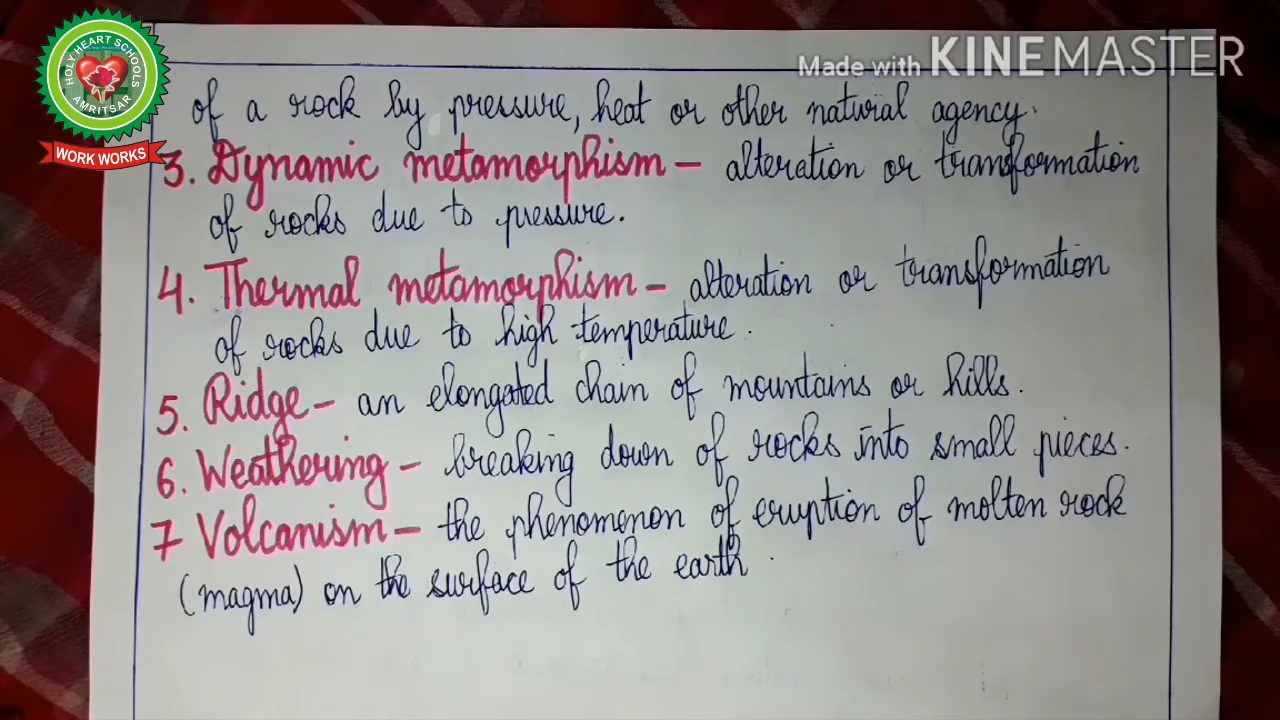 HOLY HEART SCHOOLS
AMRITSAR
WORK WORKS
Made with KINEMASTER
of a rock by pressure, heat or other natural agency.
3. Dynamic metamorphism - alteration or transformation
of rocks due to pressure.
4. Thermal metamorphism - alteration or transformation
of rocks due to high temperature.
5. Ridge - an elongated chain of mountains or hills.
6. Weathering - breaking down of rocks into small pieces.
7 Volcanism - the phenomenon of eruption of molten rock
(magma) on the surface of the earth.